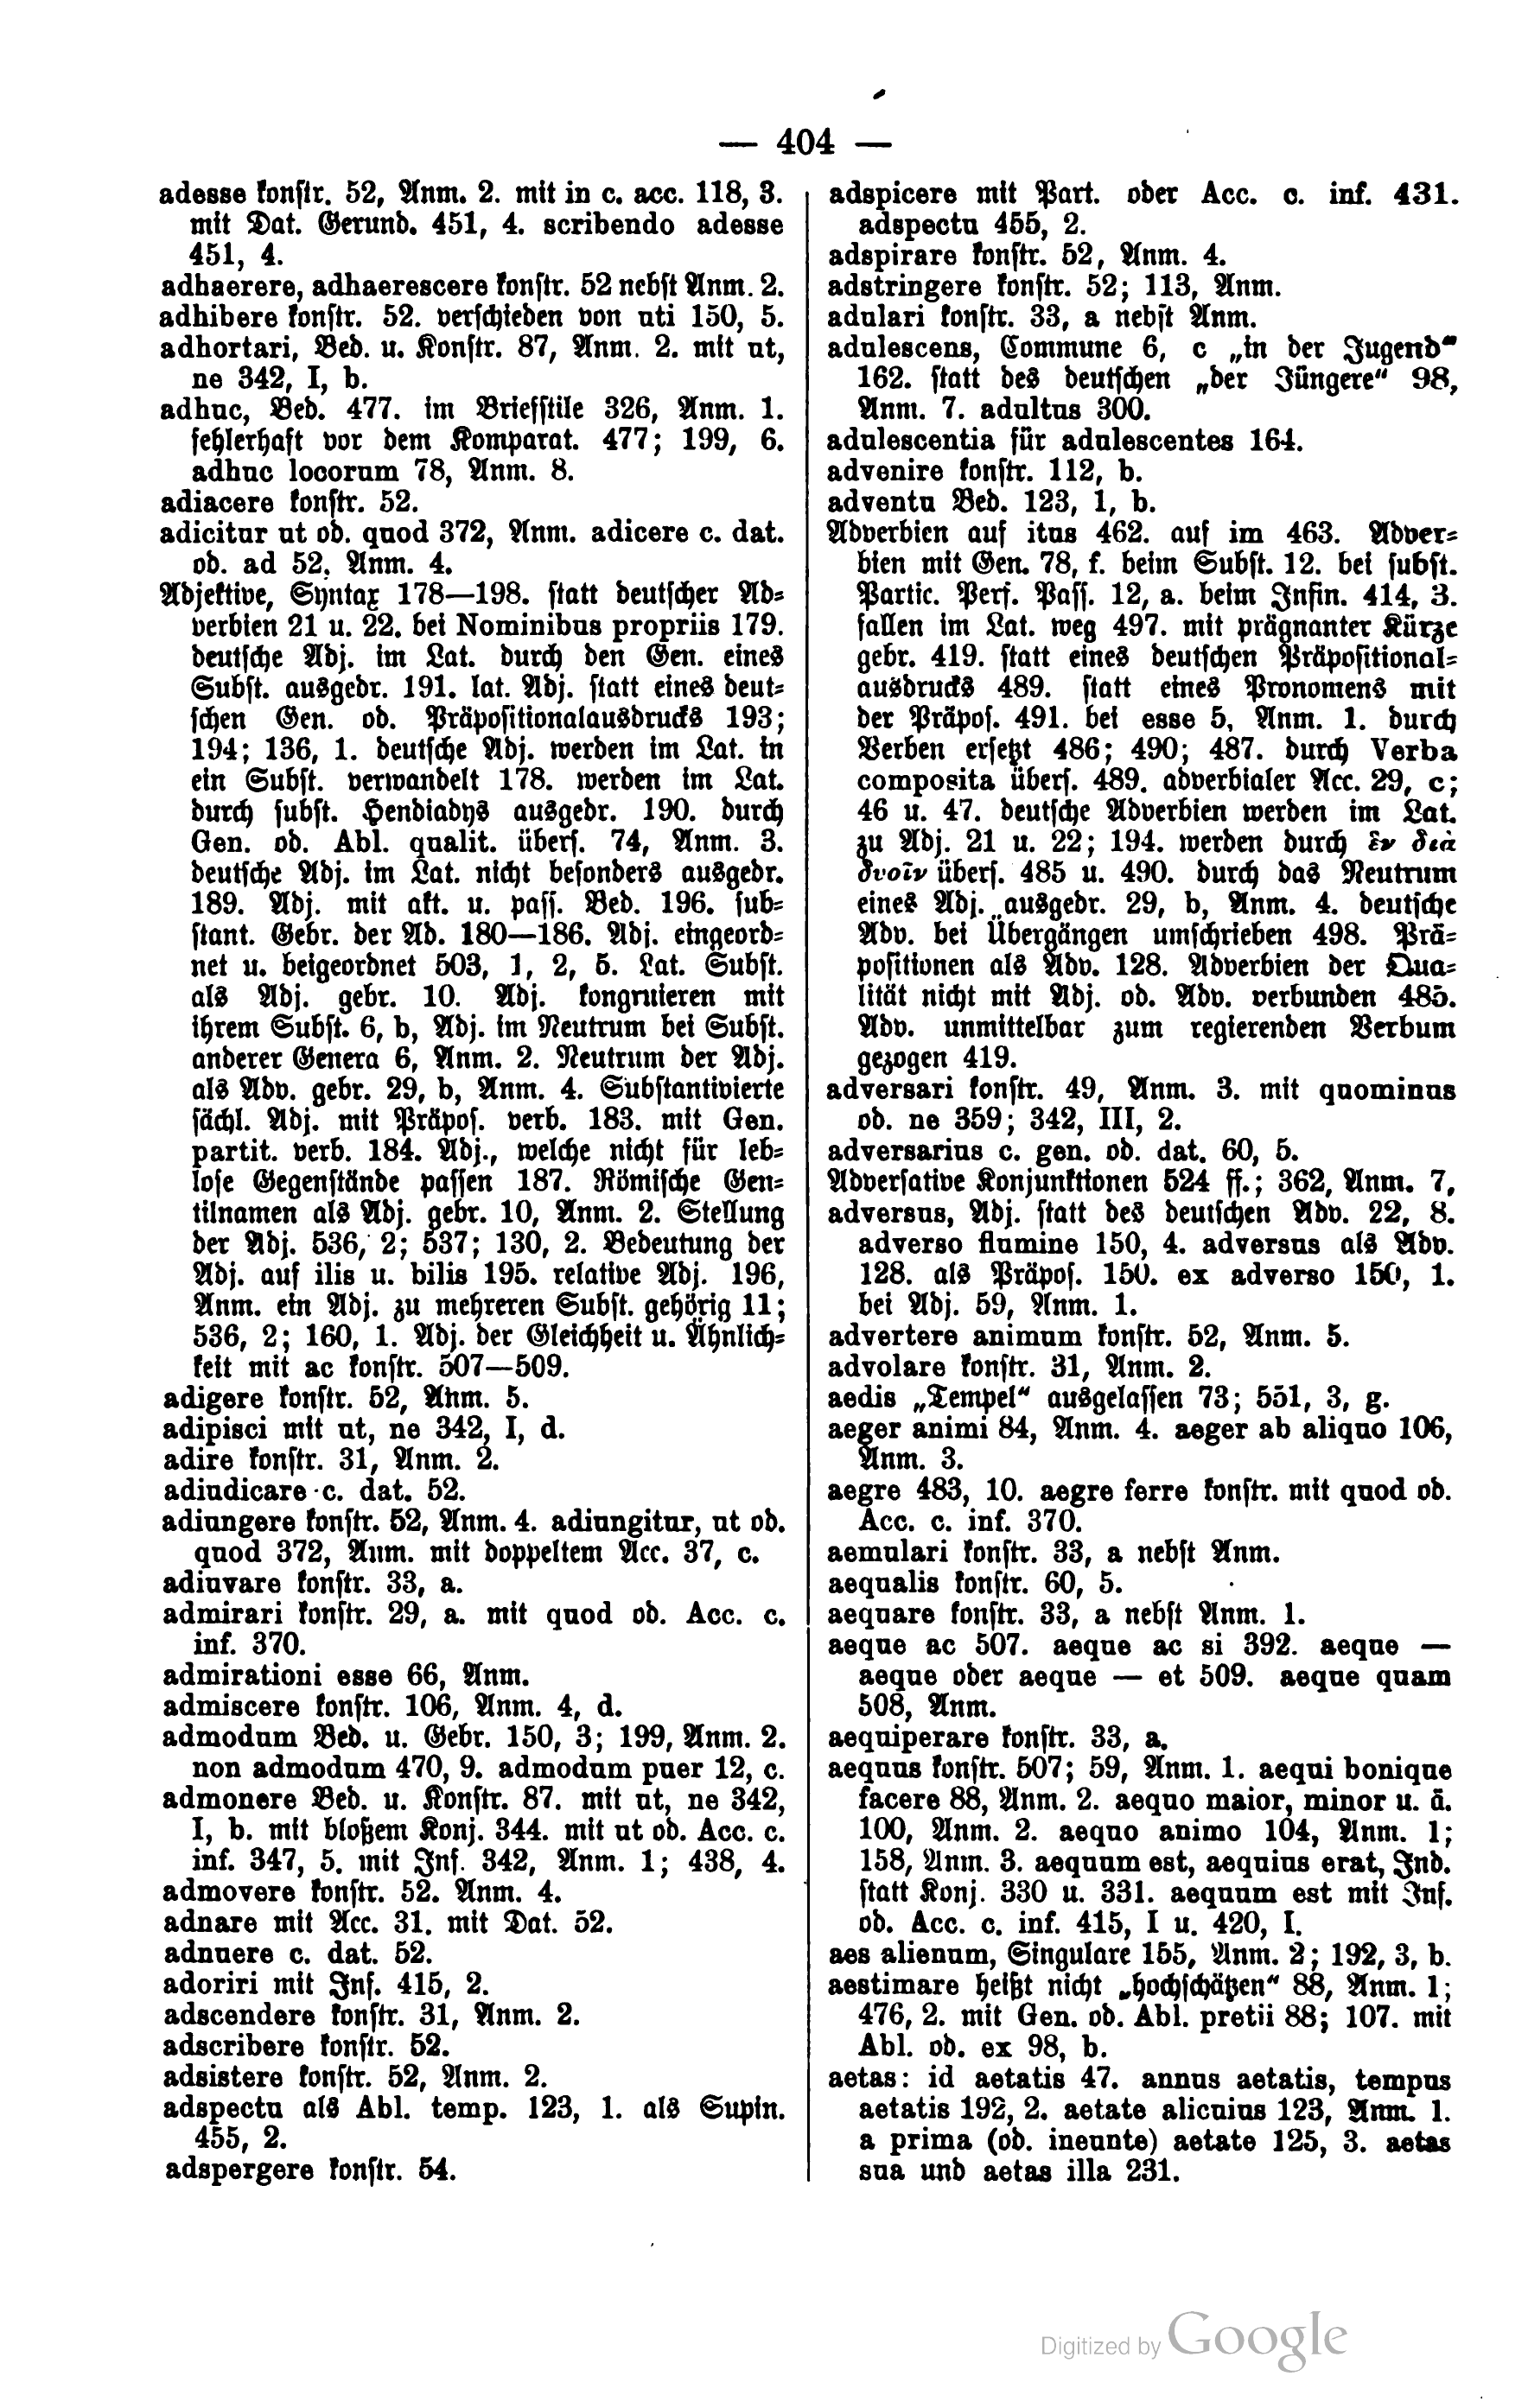 — 404 —
adesse konstr. 52, Anm. 2. mit in c. acc. 118, 3.
mit Dat. Gerund. 451, 4. scribendo adesse
451, 4.
adhaerere, adhaerescere konstr. 52 nebst Anm. 2.
adhibere konstr. 52. verschieden von uti 150, 5.
adhortari, Bed. u. Konstr. 87, Anm. 2. mit ut,
ne 342, I, b.
adhuc, Bed. 477. im Briefstile 326, Anm. 1.
fehlerhaft vor dem Komparat. 477; 199, 6.
adhuc locorum 78, Anm. 8.
adiacere konstr. 52.
adicitur ut od. quod 372, Anm. adicere c. dat.
od. ad 52, Anm. 4.
Adjektive, Syntax 178—198. statt deutscher Ad-
verbien 21 u. 22. bei Nominibus propriis 179.
deutsche Adj. im Lat. durch den Gen. eines
Subst. ausgedr. 191. lat. Adj. statt eines deut-
schen Gen. od. Präpositionalausdrucks 193;
194; 136, 1. deutsche Adj. werden im Lat. in
ein Subst. verwandelt 178. werden im Lat.
durch subst. Hendiadys ausgedr. 190. durch
Gen. od. Abl. qualit. übers. 74, Anm. 3.
deutsche Adj. im Lat. nicht besonders ausgedr.
189. Adj. mit akt. u. pass. Bed. 196. sub-
stant. Gebr. der Ad. 180—186. Adj. eingeord-
net u. beigeordnet 503, 1, 2, 5. Lat. Subst.
als Adj. gebr. 10. Adj. kongruieren mit
ihrem Subst. 6, b, Adj. im Neutrum bei Subst.
anderer Genera 6, Anm. 2. Neutrum der Adj.
als Adv. gebr. 29, b, Anm. 4. Substantivierte
sächl. Adj. mit Präpos. verb. 183. mit Gen.
partit. verb. 184. Adj., welche nicht für leb-
lose Gegenstände passen 187. Römische Gen-
tilnamen als Adj. gebr. 10, Anm. 2. Stellung
der Adj. 536, 2; 537; 130, 2. Bedeutung der
Adj. auf ilis u. bilis 195. relative Adj. 196,
Anm. ein Adj. zu mehreren Subst. gehörig 11;
536, 2; 160, 1. Adj. der Gleichheit u. Ähnlich-
keit mit ac konstr. 507—509.
adigere konstr. 52, Anm. 5.
adipisci mit ut, ne 342, I, d.
adire konstr. 31, Anm. 2.
adiudicare c. dat. 52.
adiungere konstr. 52, Anm. 4. adiungitur, ut od.
quod 372, Anm. mit doppeltem Acc. 37, c.
adiuvare konstr. 33, a.
admirari konstr. 29, a. mit quod od. Acc. c.
inf. 370.
admirationi esse 66, Anm.
admiscere konstr. 106, Anm. 4, d.
admodum Bed. u. Gebr. 150, 3; 199, Anm. 2.
non admodum 470, 9. admodum puer 12, c.
admonere Bed. u. Konstr. 87. mit ut, ne 342,
I, b. mit bloßem Konj. 344. mit ut od. Acc. c.
inf. 347, 5. mit Inf. 342, Anm. 1; 438, 4.
admovere konstr. 52. Anm. 4.
adnare mit Acc. 31. mit Dat. 52.
adnuere c. dat. 52.
adoriri mit Inf. 415, 2.
adscendere konstr. 31, Anm. 2.
adscribere konstr. 52.
adsistere konstr. 52, Anm. 2.
adspectu als Abl. temp. 123, 1. als Supin.
455, 2.
adspergere konstr. 54.
adspicere mit Part. oder Acc. c. inf. 431.
adspectu 455, 2.
adspirare konstr. 52, Anm. 4.
adstringere konstr. 52; 113, Anm.
adulari konstr. 33, a nebst Anm.
adulescens, Commune 6, c „in der Jugend“
162. statt des deutschen „der Jüngere“ 98,
Anm. 7. adultus 300.
adulescentia für adulescentes 164.
advenire konstr. 112, b.
adventu Bed. 123, 1, b.
Adverbien auf itus 462. auf im 463. Adver-
bien mit Gen. 78, f. beim Subst. 12. bei subst.
Partic. Perf. Pass. 12, a. beim Infin. 414, 3.
fallen im Lat. weg 497. mit prägnanter Kürze
gebr. 419. statt eines deutschen Präpositional-
ausdrucks 489. statt eines Pronomens mit
der Präpos. 491. bei esse 5, Anm. 1. durch
Verben ersetzt 486; 490; 487. durch Verba
composita übers. 489. adverbialer Acc. 29, c;
46 u. 47. deutsche Adverbien werden im Lat.
zu Adj. 21 u. 22; 194. werden durch ἓν διὰ
δυοῖν übers. 485 u. 490. durch das Neutrum
eines Adj. ausgedr. 29, b, Anm. 4. deutsche
Adv. bei Übergängen umschrieben 498. Prä-
positionen als Adv. 128. Adverbien der Qua-
lität nicht mit Adj. od. Adv. verbunden 485.
Adv. unmittelbar zum regierenden Verbum
gezogen 419.
adversari konstr. 49, Anm. 3. mit quominus
od. ne 359; 342, III, 2.
adversarius c. gen. od. dat. 60, 5.
Adversative Konjunktionen 524 ff.; 362, Anm. 7,
adversus, Adj. statt des deutschen Adv. 22, 8.
adverso flumine 150, 4. adversus als Adv.
128. als Präpos. 150. ex adverso 150, 1.
bei Adj. 59, Anm. 1.
advertere animum konstr. 52, Anm. 5.
advolare konstr. 31, Anm. 2.
aedis „Tempel“ ausgelassen 73; 551, 3, g.
aeger animi 84, Anm. 4. aeger ab aliquo 106,
Anm. 3.
aegre 483, 10. aegre ferre konstr. mit quod od.
Acc. c. inf. 370.
aemulari konstr. 33, a nebst Anm.
aequalis konstr. 60, 5.
aequare konstr. 33, a nebst Anm. 1.
aeque ac 507. aeque ac si 392. aeque —
aeque oder aeque — et 509. aeque quam
508, Anm.
aequiperare konstr. 33, a.
aequus konstr. 507; 59, Anm. 1. aequi bonique
facere 88, Anm. 2. aequo maior, minor u. ä.
100, Anm. 2. aequo animo 104, Anm. 1;
158, Anm. 3. aequum est, aequius erat, Ind.
statt Konj. 330 u. 331. aequum est mit Inf.
od. Acc. c. inf. 415, I u. 420, I.
aes alienum, Singulare 155, Anm. 2; 192, 3, b.
aestimare heißt nicht „hochschätzen“ 88, Anm. 1;
476, 2. mit Gen. od. Abl. pretii 88; 107. mit
Abl. od. ex 98, b.
aetas: id aetatis 47. annus aetatis, tempus
aetatis 192, 2. aetate alicuius 123, Anm. 1.
a prima (od. ineunte) aetate 125, 3. aetas
sua und aetas illa 231.
Digitized by Google